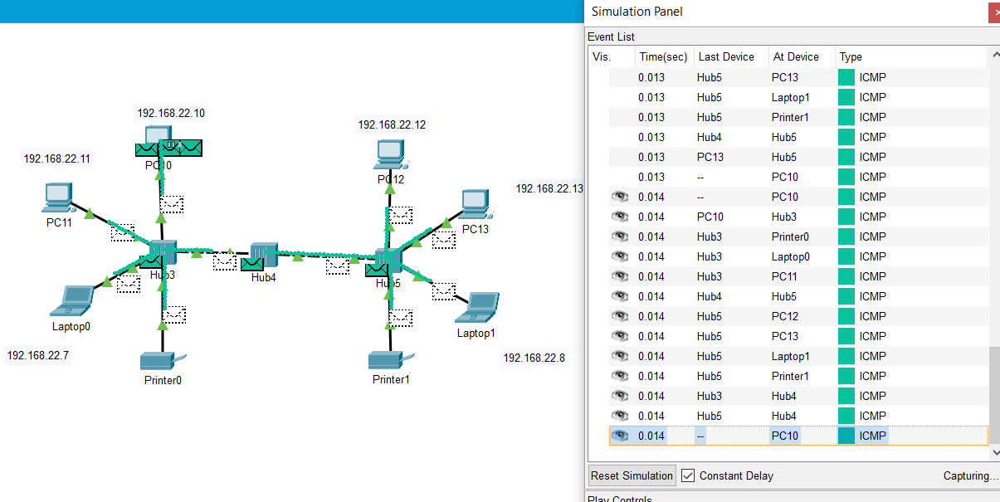 Simulation Panel
Event List
Vis. Time(sec) Last Device At Device Type
0.013 Hub5 PC13 ICMP
0.013 Hub5 Laptop1 ICMP
0.013 Hub5 Printer1 ICMP
0.013 Hub4 Hub5 ICMP
0.013 PC13 Hub5 ICMP
0.013 -- PC10 ICMP
0.014 -- PC10 ICMP
0.014 PC10 Hub3 ICMP
0.014 Hub3 Printer0 ICMP
0.014 Hub3 Laptop0 ICMP
0.014 Hub3 PC11 ICMP
0.014 Hub4 Hub5 ICMP
0.014 Hub5 PC12 ICMP
0.014 Hub5 PC13 ICMP
0.014 Hub5 Laptop1 ICMP
0.014 Hub5 Printer1 ICMP
0.014 Hub3 Hub4 ICMP
0.014 Hub5 Hub4 ICMP
0.014 -- PC10 ICMP
Reset Simulation Constant Delay Capturing...
Play Controls
192.168.22.10
192.168.22.12
192.168.22.11
PC10
PC12
192.168.22.13
PC11
PC13
Hub3
Hub4
Hub5
Laptop0
Laptop1
192.168.22.7
192.168.22.8
Printer0
Printer1